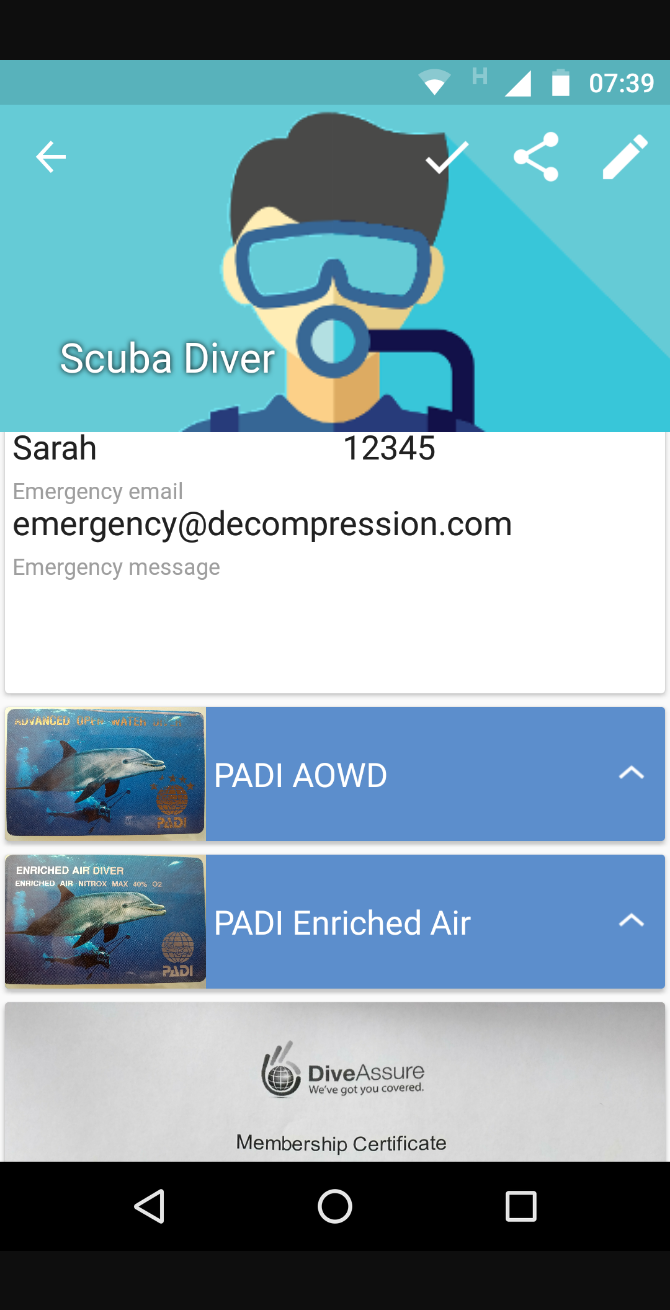 H 07:39
Scuba Diver
Sarah 12345
Emergency email
emergency@decompression.com
Emergency message
ADVANCED OPEN WATER
PADI
PADI AOWD
ENRICHED AIR DIVER
ENRICHED AIR NITROX MAX 40% O2
PADI
PADI Enriched Air
DiveAssure
We've got you covered.
Membership Certificate